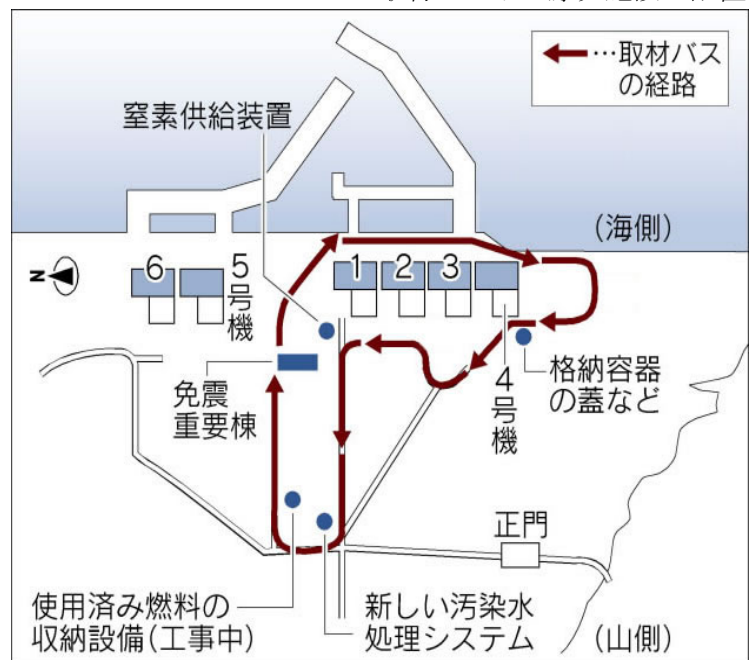 …取材バス
の経路
窒素供給装置
(海側)
N
6
5
号
機
1
2
3
4
号
機
免震
重要棟
格納容器
の蓋など
正門
使用済み燃料の
収納設備(工事中)
新しい汚染水
処理システム
(山側)